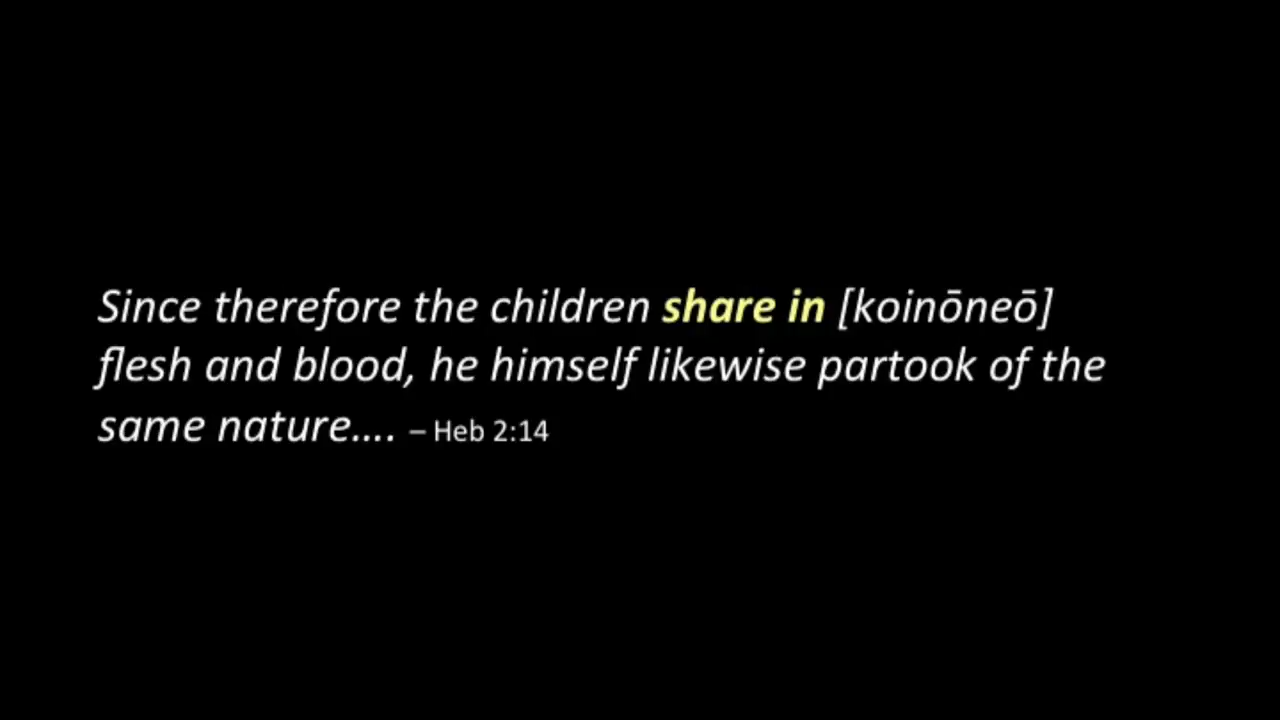 Since therefore the children share in [koinōneō]
flesh and blood, he himself likewise partook of the
same nature…. – Heb 2:14